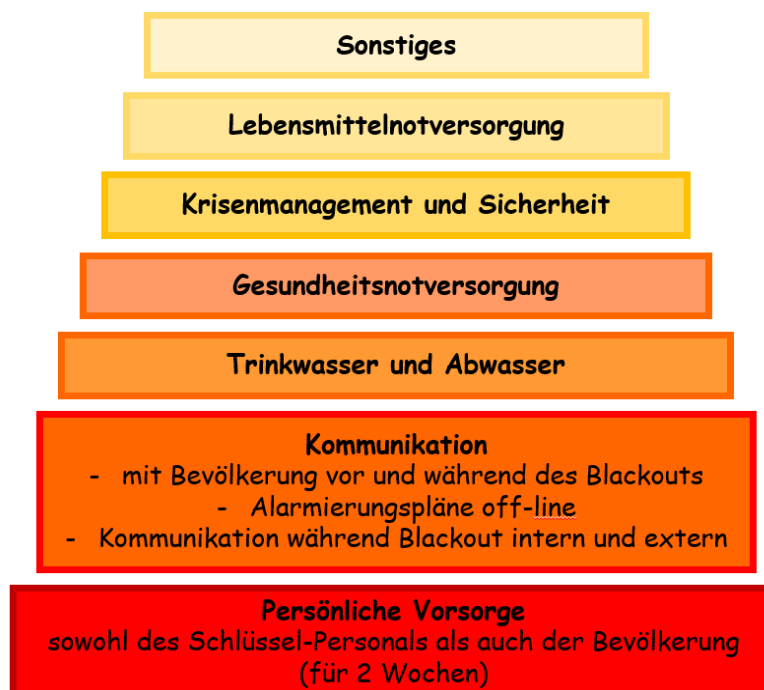 Sonstiges
Lebensmittelnotversorgung
Krisenmanagement und Sicherheit
Gesundheitsnotversorgung
Trinkwasser und Abwasser
Kommunikation
- mit Bevölkerung vor und während des Blackouts
- Alarmierungspläne off-line
- Kommunikation während Blackout intern und extern
Persönliche Vorsorge
sowohl des Schlüssel-Personals als auch der Bevölkerung
(für 2 Wochen)